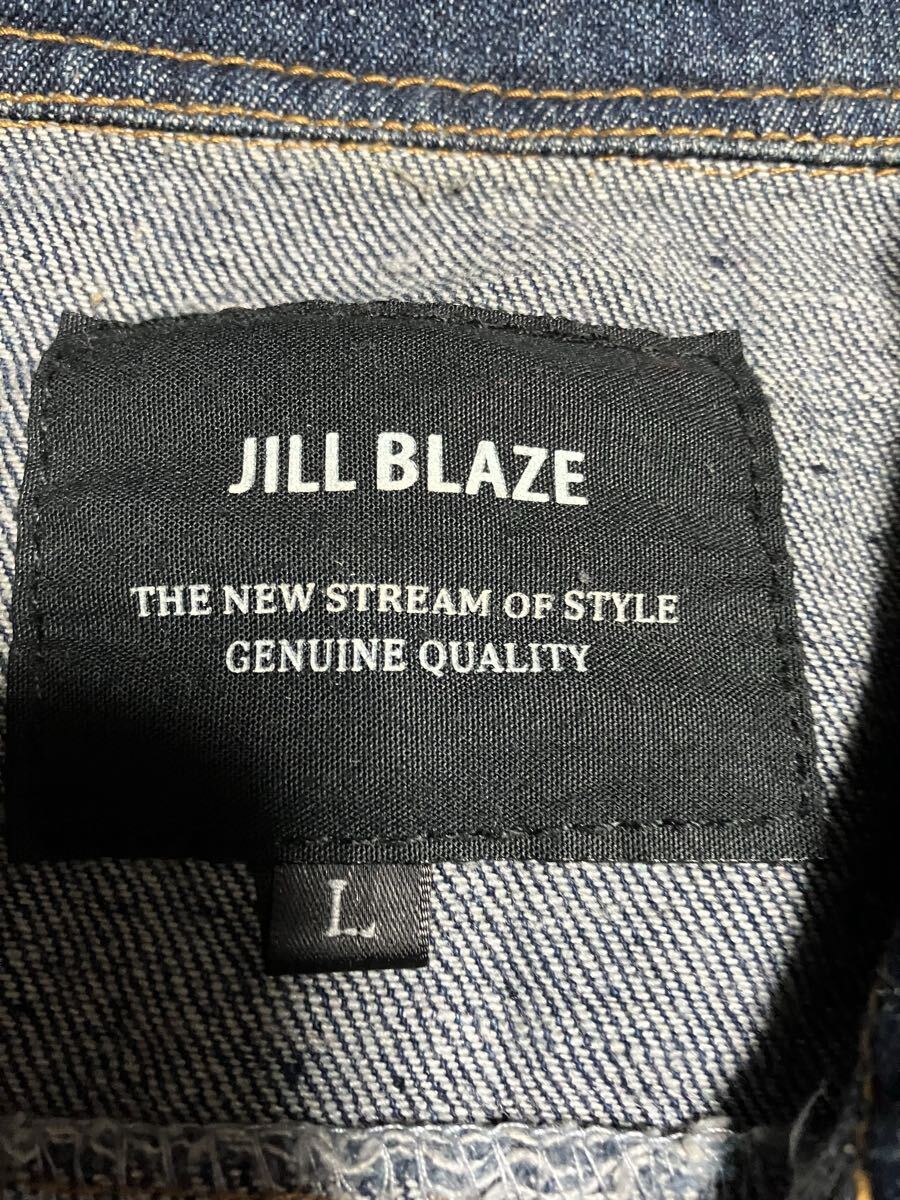 JILL BLAZE
THE NEW STREAM OF STYLE
GENUINE QUALITY
L